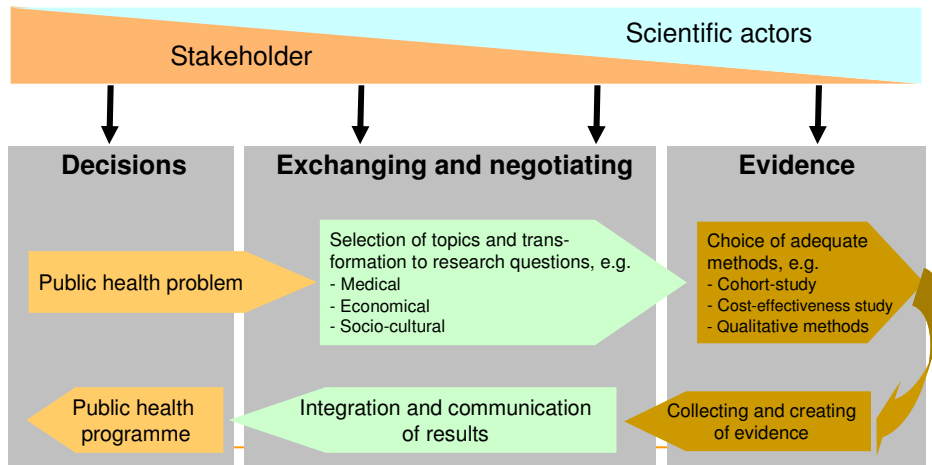 Scientific actors
Stakeholder
Decisions
Exchanging and negotiating
Evidence
Public health problem
Selection of topics and trans-
formation to research questions, e.g.
- Medical
- Economical
- Socio-cultural
Choice of adequate
methods, e.g.
- Cohort-study
- Cost-effectiveness study
- Qualitative methods
Public health
programme
Integration and communication
of results
Collecting and creating
of evidence